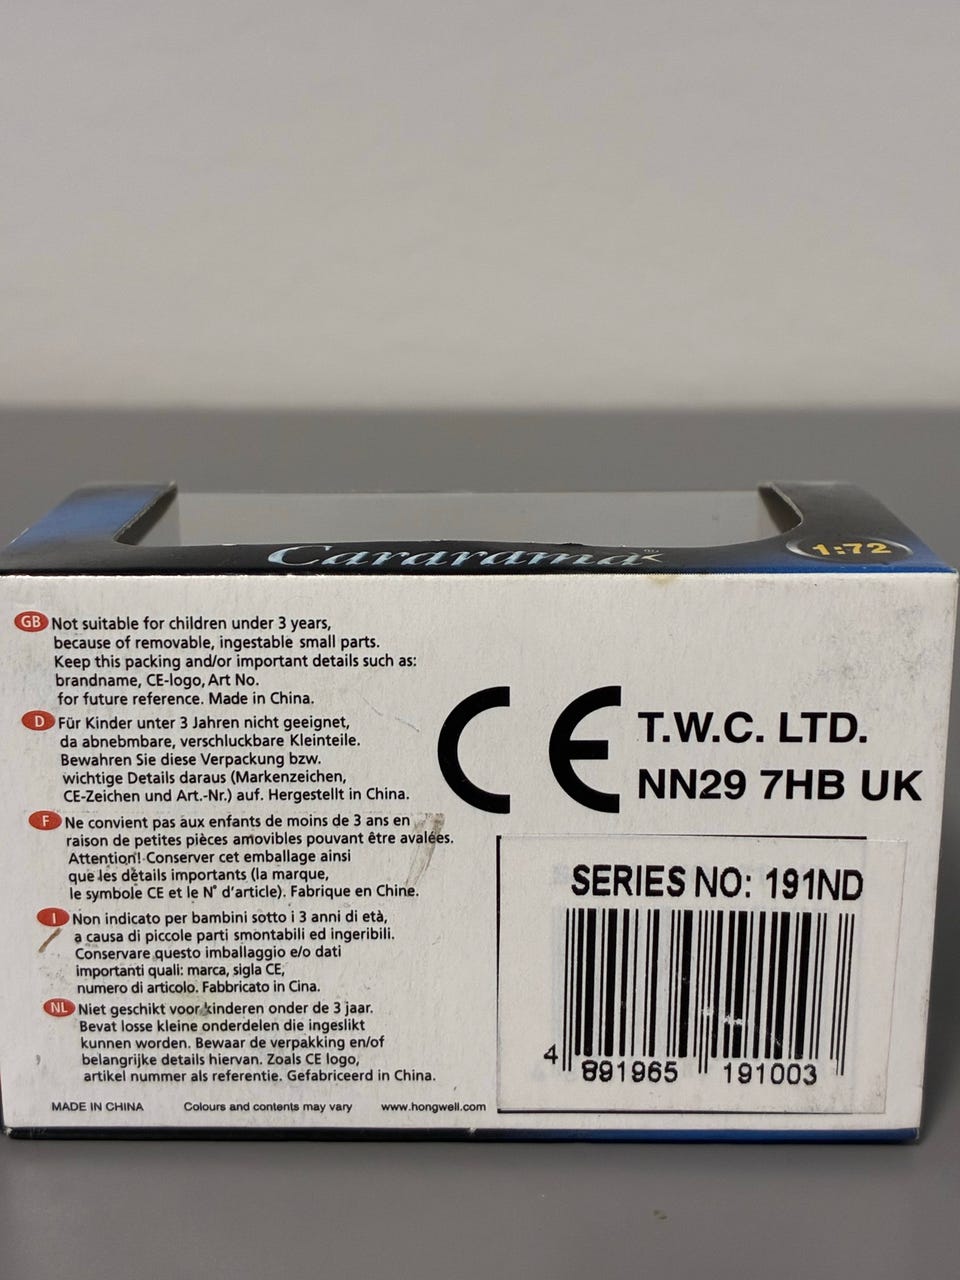 Cararama®
1:72
GB Not suitable for children under 3 years,
because of removable, ingestable small parts.
Keep this packing and/or important details such as:
brandname, CE-logo, Art No.
for future reference. Made in China.
D Für Kinder unter 3 Jahren nicht geeignet,
da abnebmbare, verschluckbare Kleinteile.
Bewahren Sie diese Verpackung bzw.
wichtige Details daraus (Markenzeichen,
CE-Zeichen und Art.-Nr.) auf. Hergestellt in China.
F Ne convient pas aux enfants de moins de 3 ans en
raison de petites pièces amovibles pouvant être avalées.
Attention! Conserver cet emballage ainsi
que les détails importants (la marque,
le symbole CE et le N° d'article). Fabrique en Chine.
I Non indicato per bambini sotto i 3 anni di età,
a causa di piccole parti smontabili ed ingeribili.
Conservare questo imballaggio e/o dati
importanti quali: marca, sigla CE,
numero di articolo. Fabbricato in Cina.
NL Niet geschikt voor kinderen onder de 3 jaar.
Bevat losse kleine onderdelen die ingeslikt
kunnen worden. Bewaar de verpakking en/of
belangrijke details hiervan. Zoals CE logo,
artikel nummer als referentie. Gefabriceerd in China.
MADE IN CHINA Colours and contents may vary www.hongwell.com
CE
T.W.C. LTD.
NN29 7HB UK
SERIES NO: 191ND
4 891965 191003